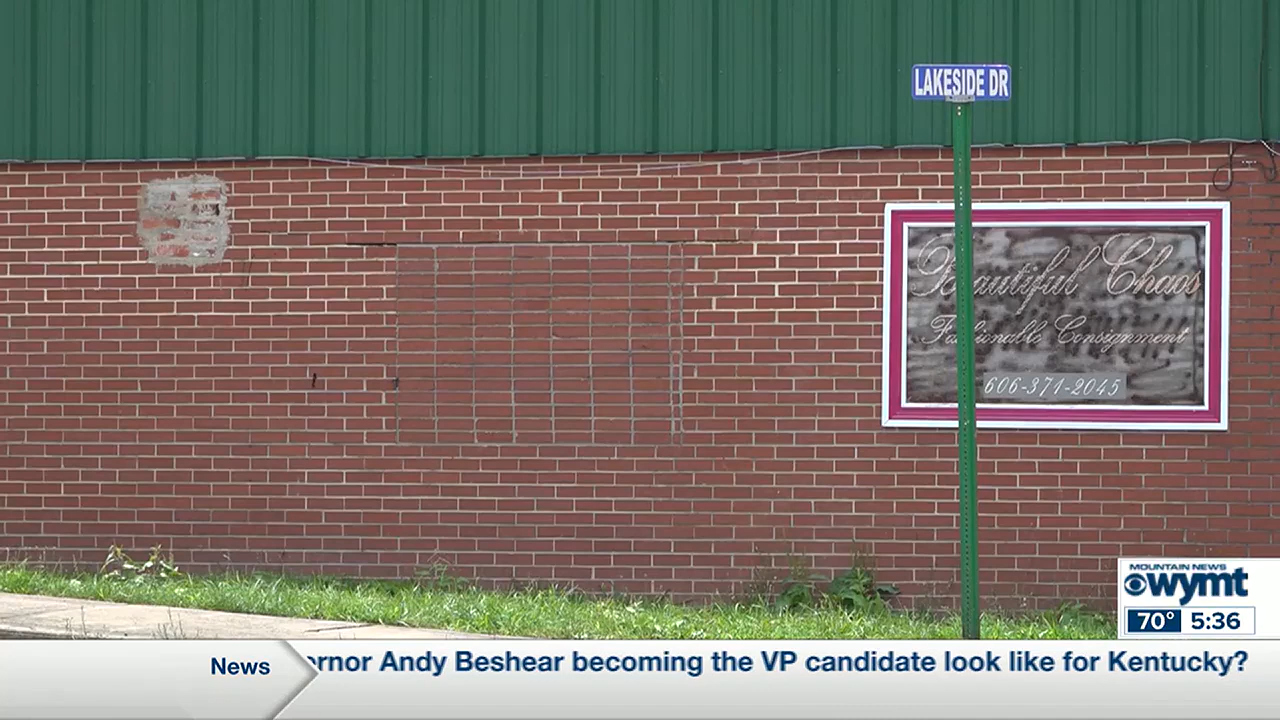 LAKESIDE DR
Beautiful Chaos
Fashionable Consignment
606-371-2045
MOUNTAIN NEWS
wymt
70° 5:36
News
ernor Andy Beshear becoming the VP candidate look like for Kentucky?